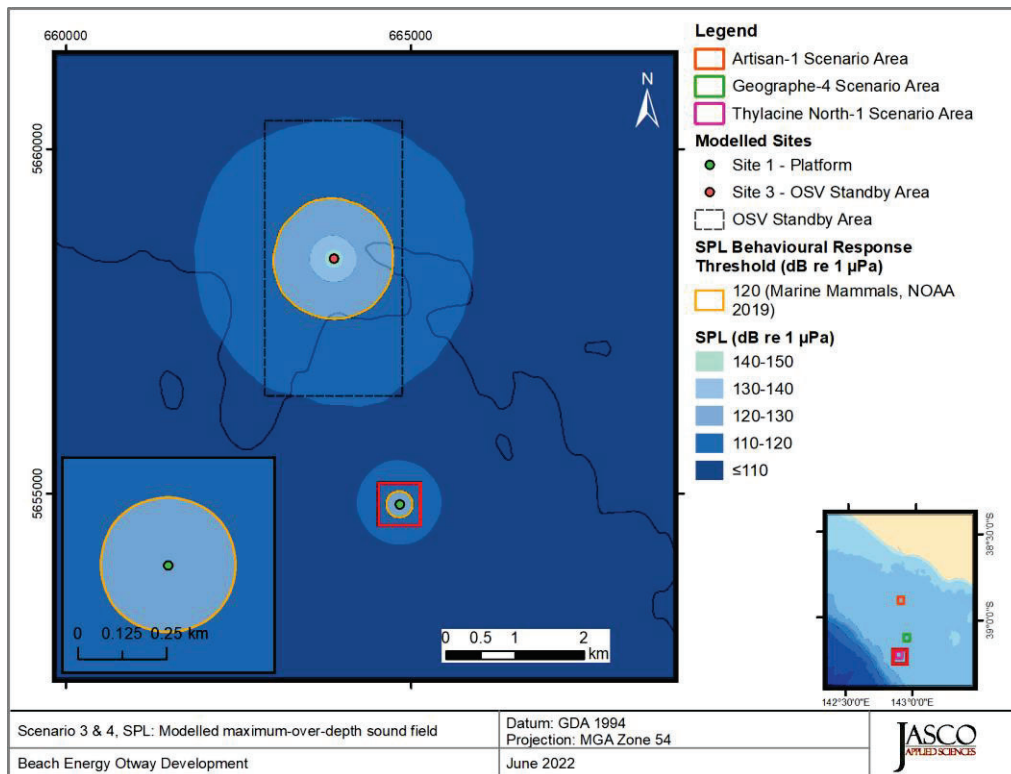 660000
665000
5660000
5655000
N
0 0.125 0.25 km
0 0.5 1 2
km
Legend
Artisan-1 Scenario Area
Geographe-4 Scenario Area
Thylacine North-1 Scenario Area
Modelled Sites
Site 1 - Platform
Site 3 - OSV Standby Area
OSV Standby Area
SPL Behavioural Response
Threshold (dB re 1 µPa)
120 (Marine Mammals, NOAA
2019)
SPL (dB re 1 µPa)
140-150
130-140
120-130
110-120
≤110
38°30'S
39°0'0"S
142°30'0"E
143°0'0"E
Scenario 3 & 4, SPL: Modelled maximum-over-depth sound field
Datum: GDA 1994
Projection: MGA Zone 54
Beach Energy Otway Development
June 2022
JASCO
APPLIED SCIENCES